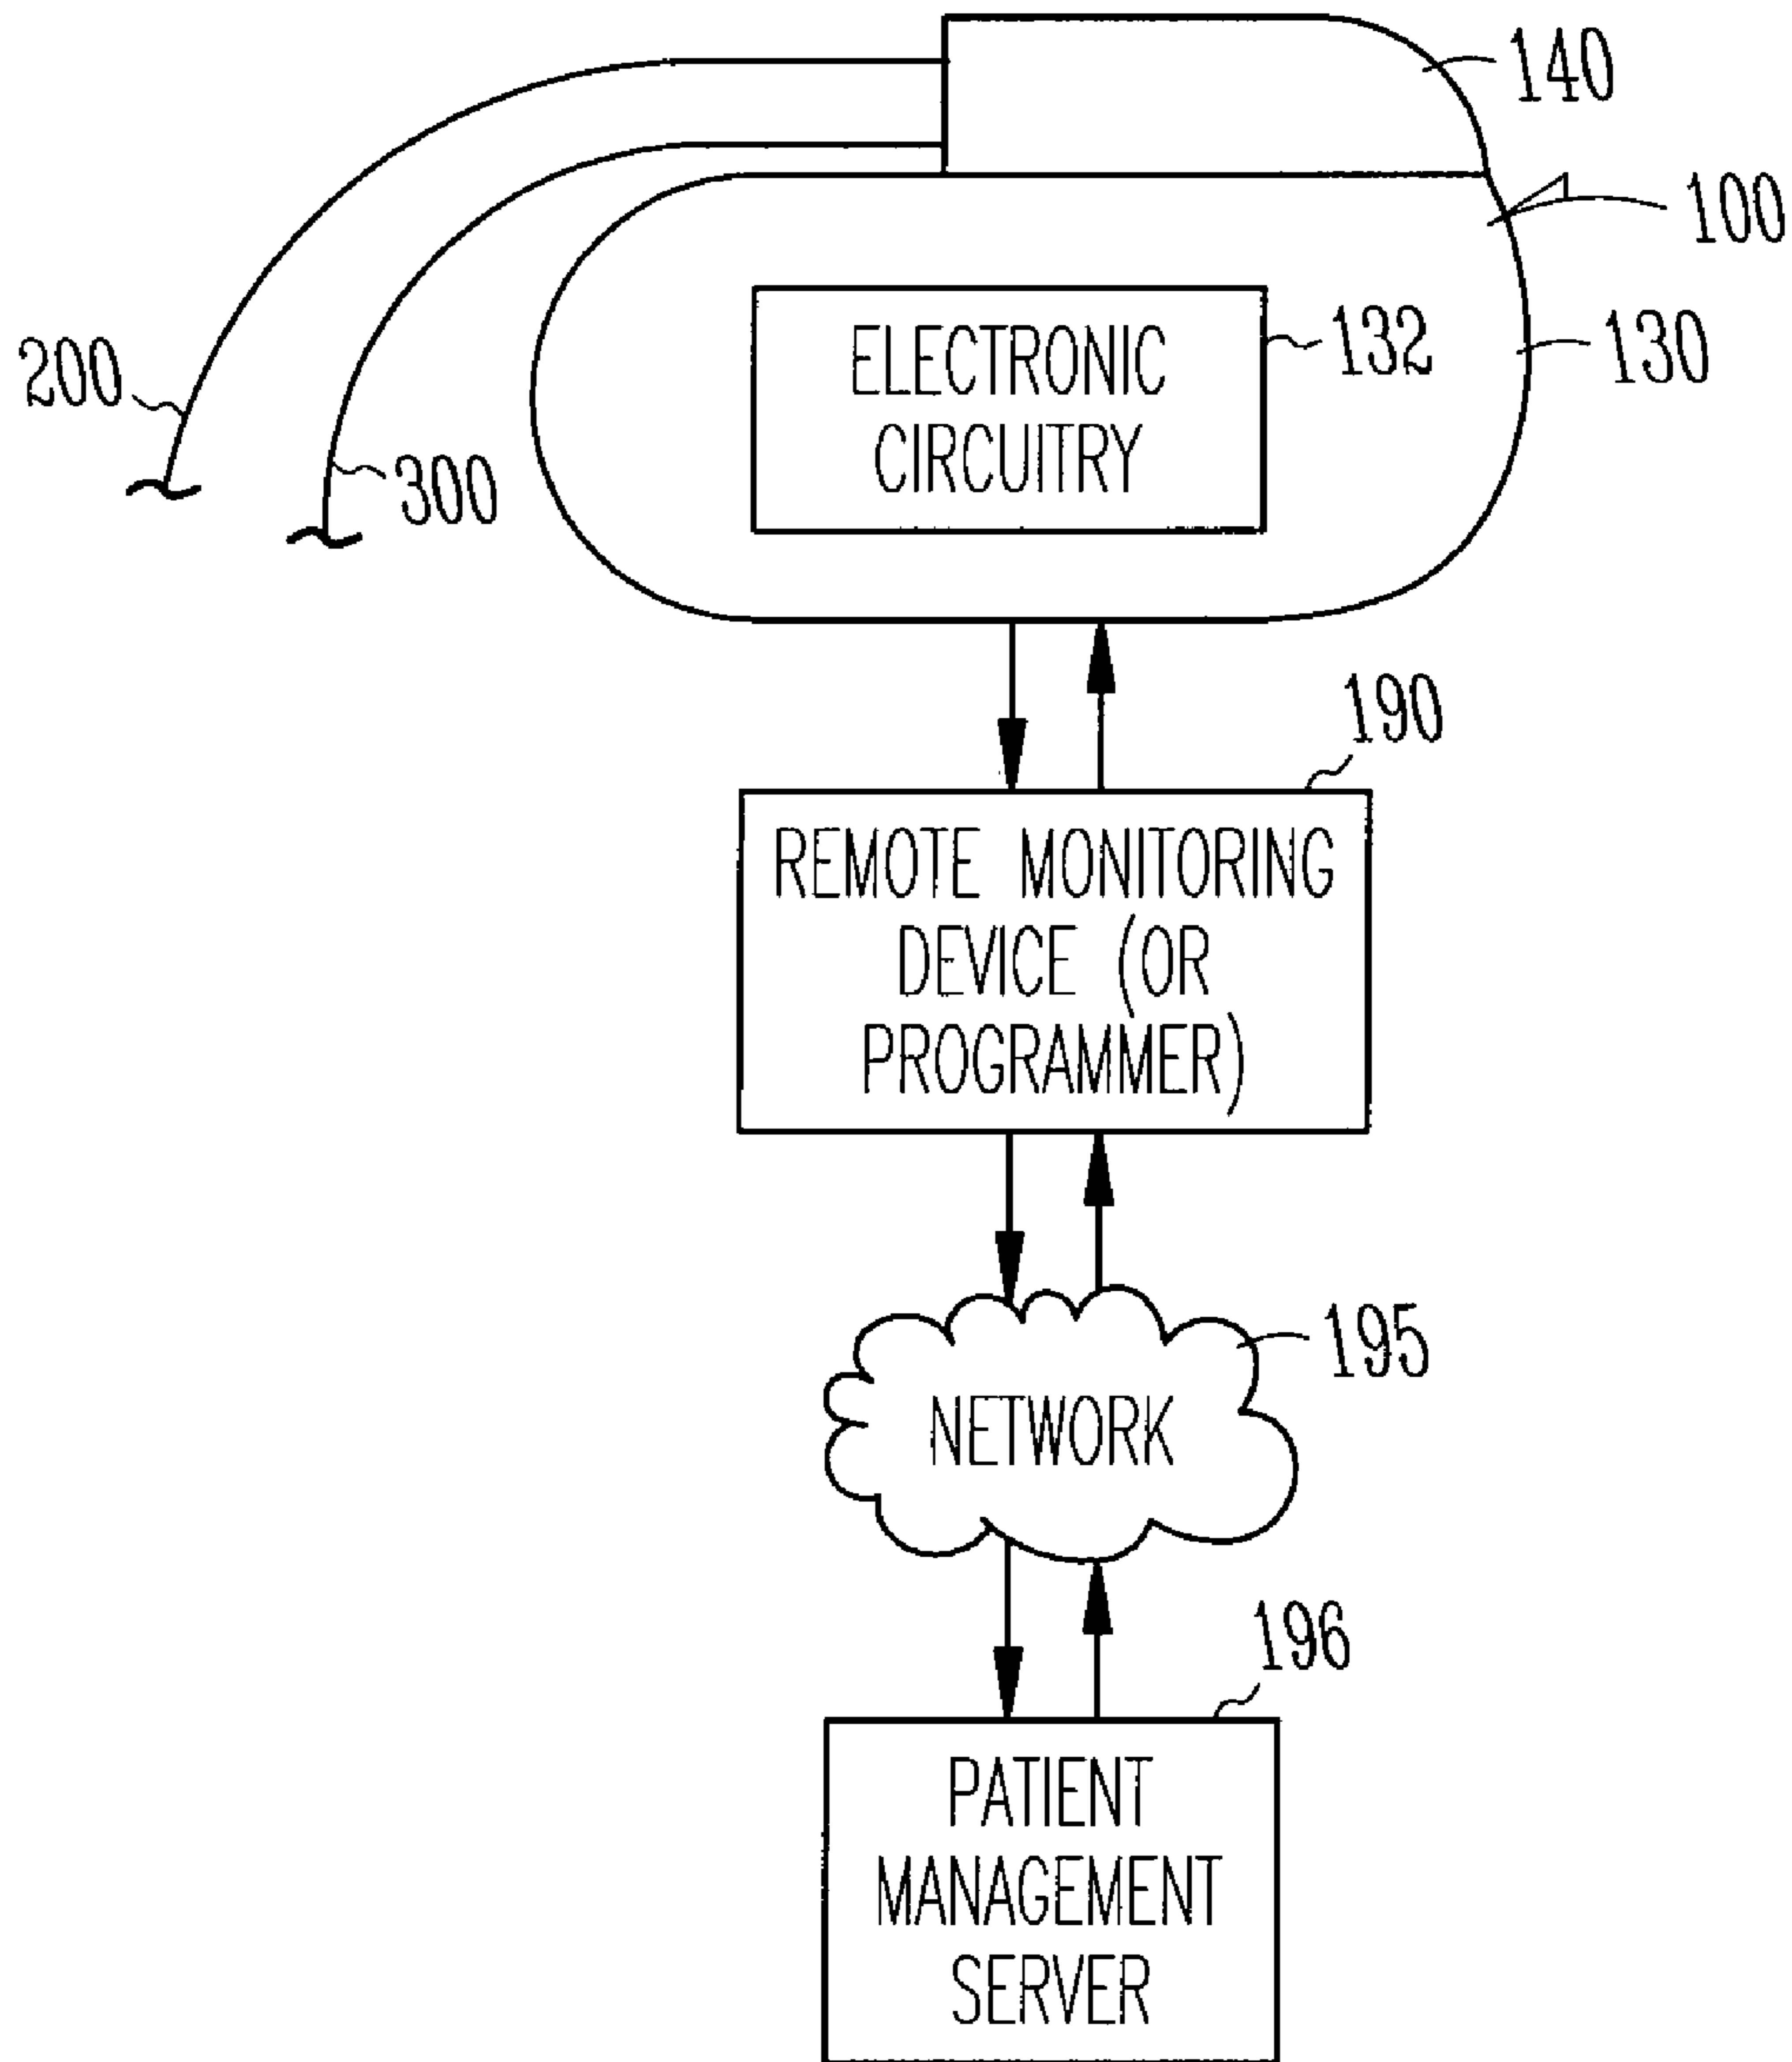 140
100
ELECTRONIC
CIRCUITRY
132
130
200
300
190
REMOTE MONITORING
DEVICE (OR
PROGRAMMER)
195
NETWORK
196
PATIENT
MANAGEMENT
SERVER